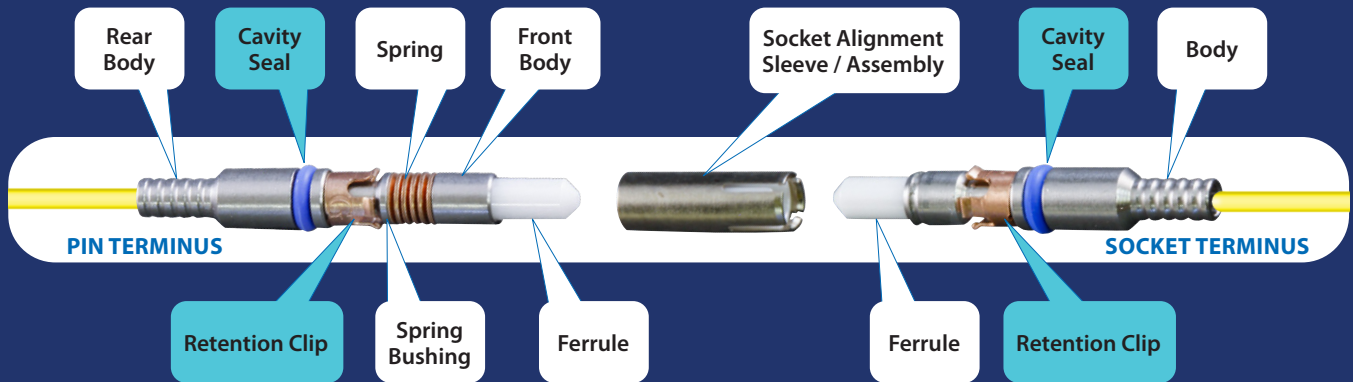 Rear
Body
Cavity
Seal
Spring
Front
Body
Socket Alignment
Sleeve / Assembly
Cavity
Seal
Body
PIN TERMINUS
SOCKET TERMINUS
Retention Clip
Spring
Bushing
Ferrule
Ferrule
Retention Clip